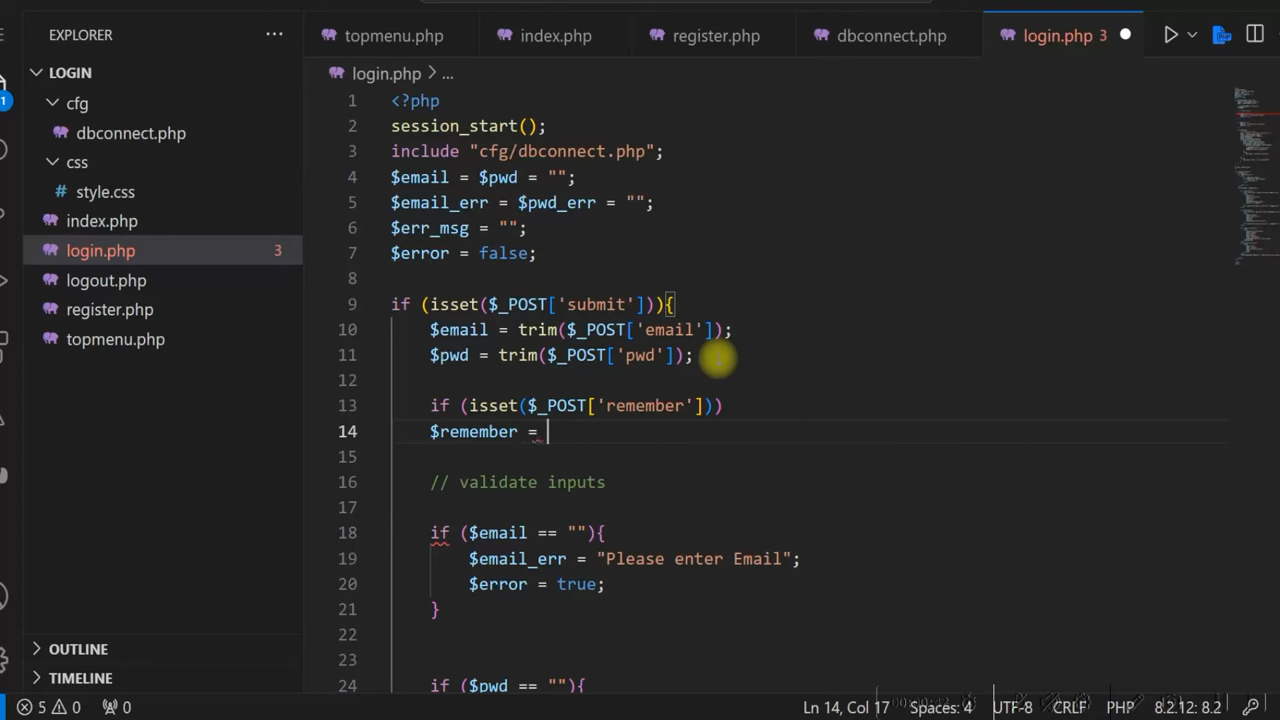 EXPLORER
LOGIN
cfg
dbconnect.php
css
style.css
index.php
login.php 3
logout.php
register.php
topmenu.php
OUTLINE
TIMELINE
1
topmenu.php
index.php
register.php
dbconnect.php
login.php 3
login.php > ...
1 <?php
2 session_start();
3 include "cfg/dbconnect.php";
4 $email = $pwd = "";
5 $email_err = $pwd_err = "";
6 $err_msg = "";
7 $error = false;
8
9 if (isset($_POST['submit'])){
10 $email = trim($_POST['email']);
11 $pwd = trim($_POST['pwd']);
12
13 if (isset($_POST['remember']))
14 $remember =
15
16 // validate inputs
17
18 if ($email == ""){
19 $email_err = "Please enter Email";
20 $error = true;
21 }
22
23
24 if ($pwd == ""){
5 0 0 Ln 14, Col 17 Spaces: 4 UTF-8 CRLF PHP 8.2.12: 8.2